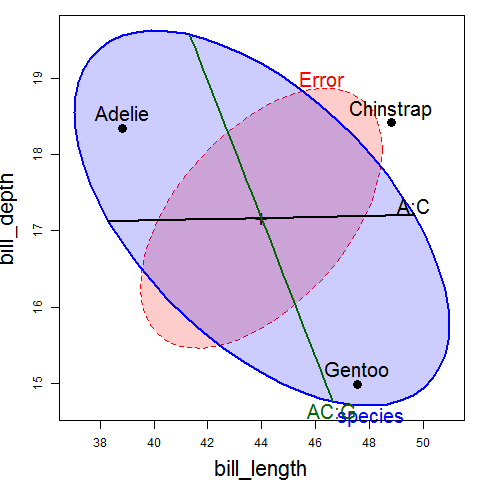 Error
Chinstrap
Adelie
A:C
Gentoo
AC:G
species
19
18
17
16
15
bill_depth
38 40 42 44 46 48 50
bill_length